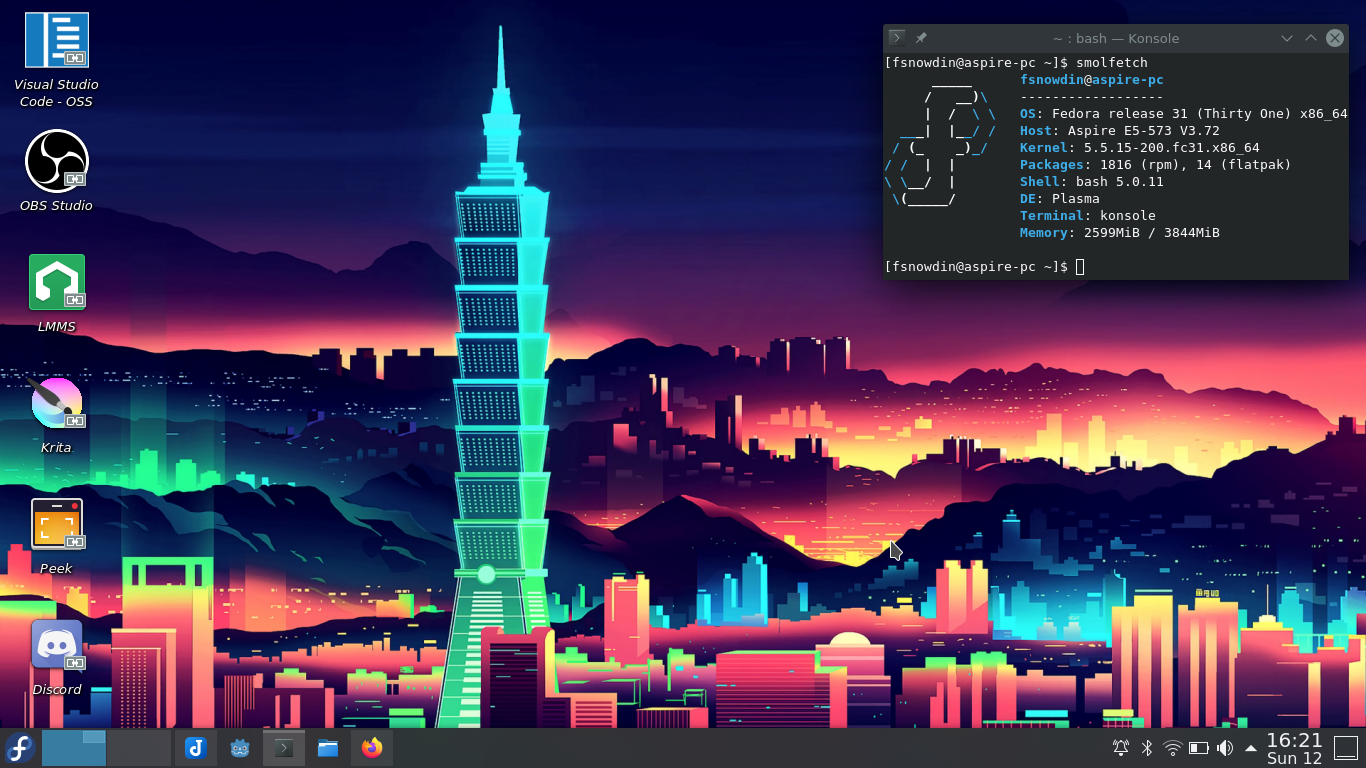 Visual Studio
Code - OSS
OBS Studio
LMMS
Krita
Peek
Discord
~ : bash — Konsole
[fsnowdin@aspire-pc ~]$ smolfetch
fsnowdin@aspire-pc
------------------
OS: Fedora release 31 (Thirty One) x86_64
Host: Aspire E5-573 V3.72
Kernel: 5.5.15-200.fc31.x86_64
Packages: 1816 (rpm), 14 (flatpak)
Shell: bash 5.0.11
DE: Plasma
Terminal: konsole
Memory: 2599MiB / 3844MiB
[fsnowdin@aspire-pc ~]$
16:21
Sun 12